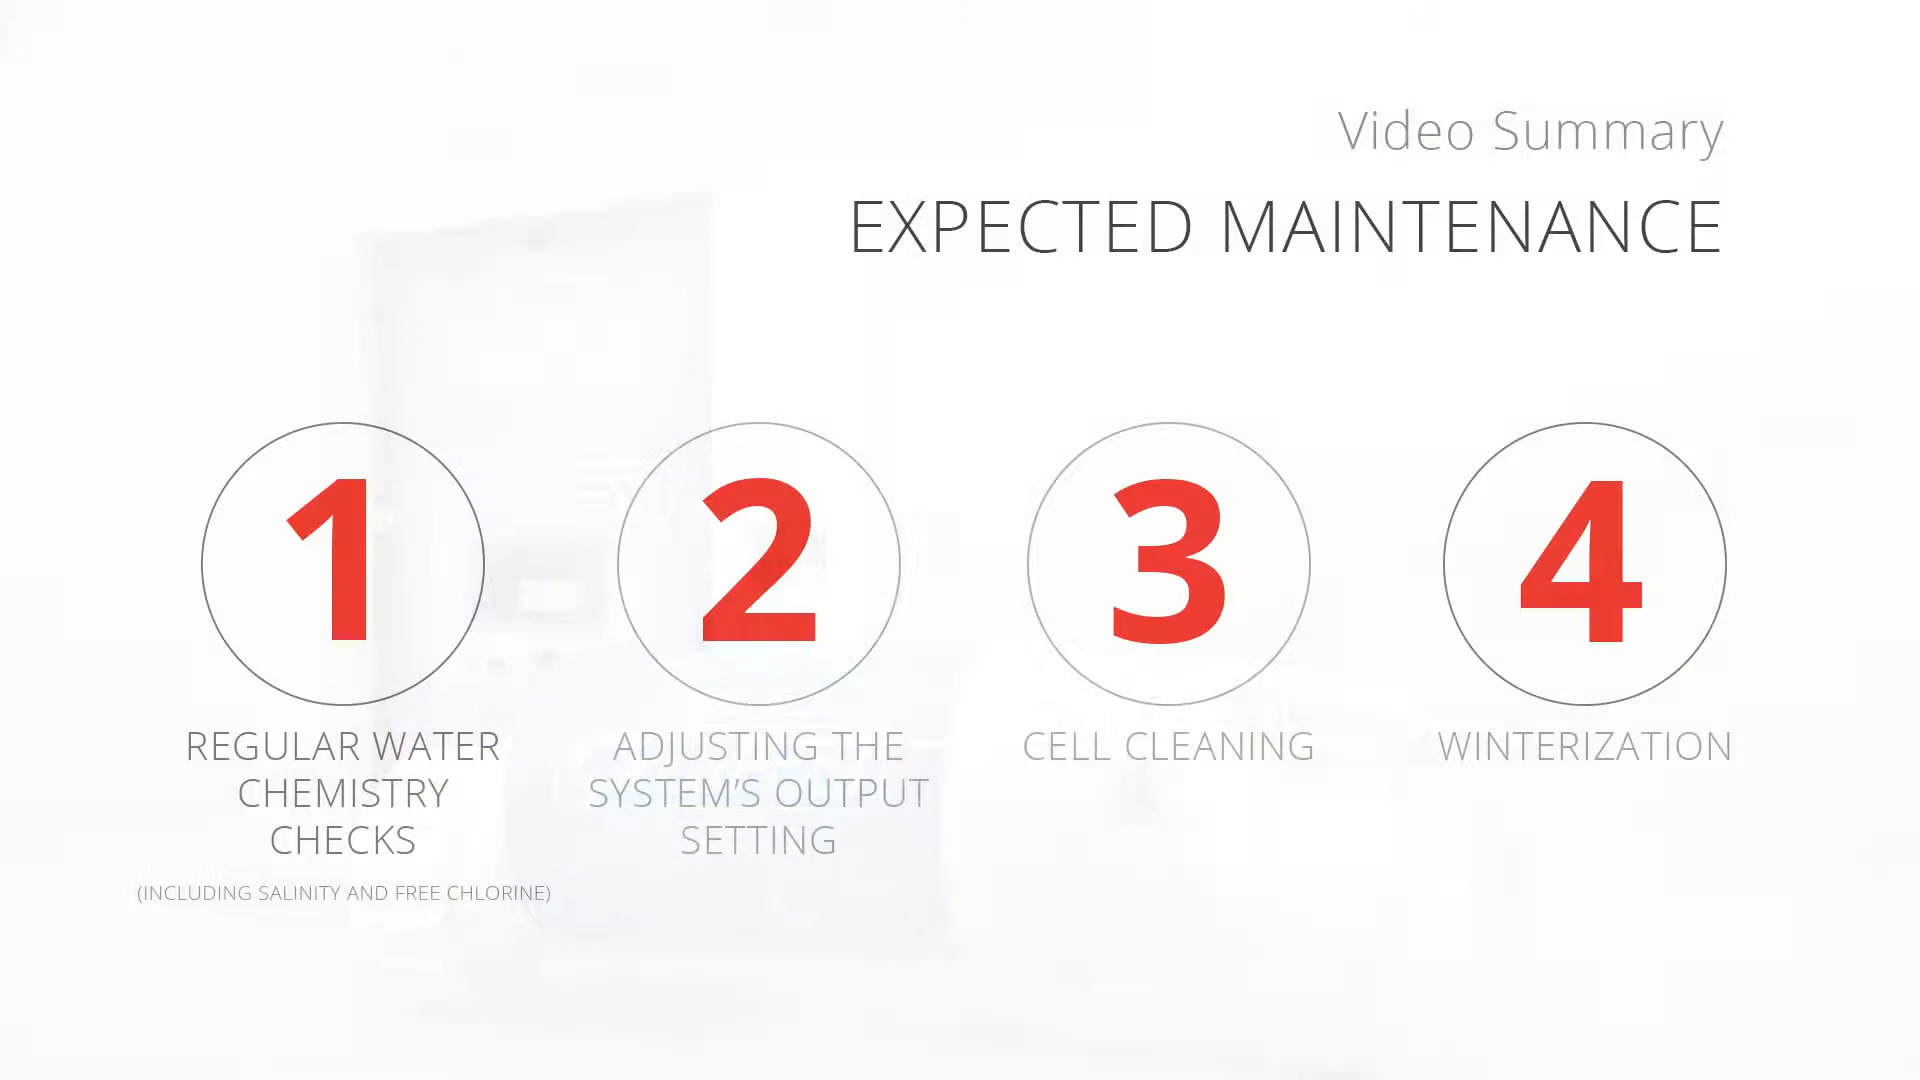 Video Summary
EXPECTED MAINTENANCE
1
REGULAR WATER
CHEMISTRY
CHECKS
(INCLUDING SALINITY AND FREE CHLORINE)
2
ADJUSTING THE
SYSTEM’S OUTPUT
SETTING
3
CELL CLEANING
4
WINTERIZATION